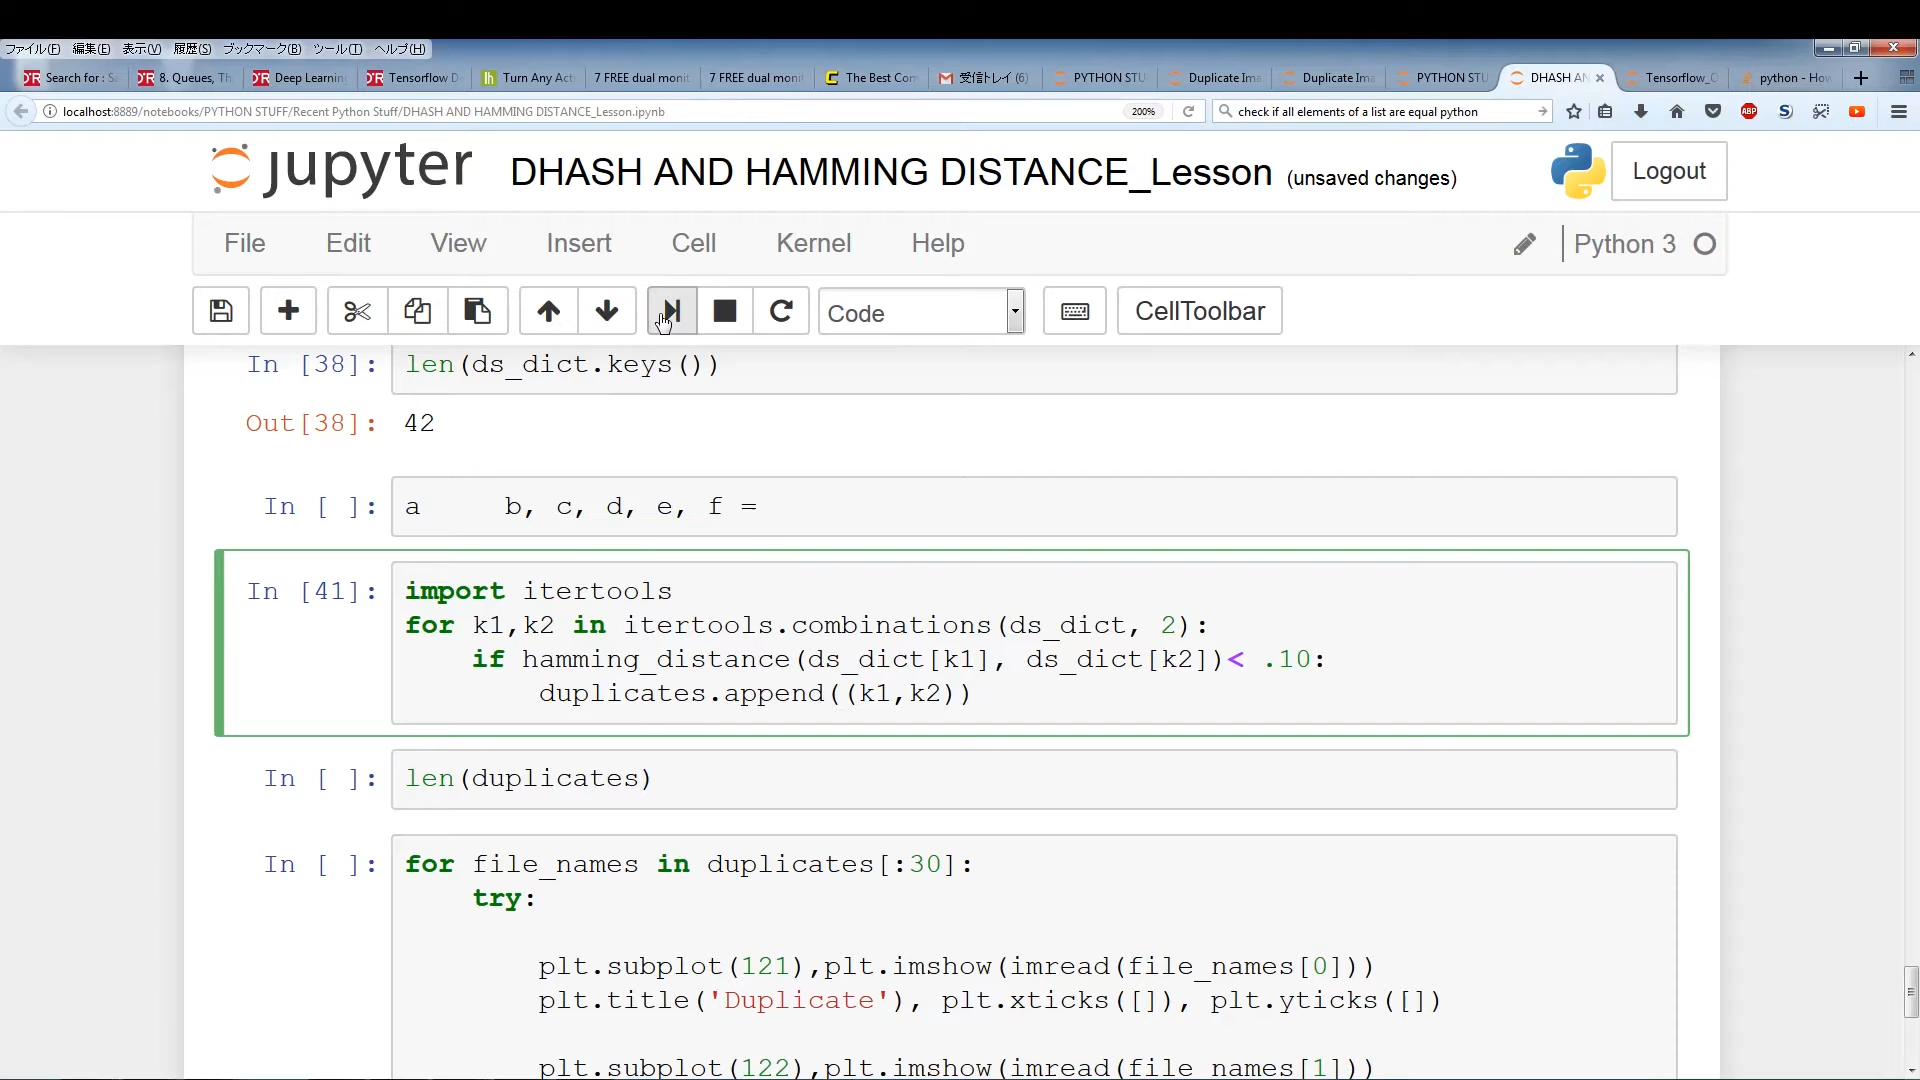 ファイル(F) 編集(E) 表示(V) 履歴(S) ブックマーク(B) ツール(T) ヘルプ(H)
Search for : Sa 8. Queues, Th Deep Learning Tensorflow D Turn Any Act 7 FREE dual monit 7 FREE dual monit The Best Com 受信トレイ (6) PYTHON STU Duplicate Ima Duplicate Ima PYTHON STU DHASH AN Tensorflow_O python - How
localhost:8889/notebooks/PYTHON STUFF/Recent Python Stuff/DHASH AND HAMMING DISTANCE_Lesson.ipynb 200% check if all elements of a list are equal python ABP
jupyter DHASH AND HAMMING DISTANCE_Lesson (unsaved changes) Logout
File Edit View Insert Cell Kernel Help Python 3
Code CellToolbar
In [38]: len(ds_dict.keys())
Out[38]: 42
In [ ]: a b, c, d, e, f =
In [41]: import itertools
for k1,k2 in itertools.combinations(ds_dict, 2):
if hamming_distance(ds_dict[k1], ds_dict[k2])< .10:
duplicates.append((k1,k2))
In [ ]: len(duplicates)
In [ ]: for file_names in duplicates[:30]:
try:
plt.subplot(121),plt.imshow(imread(file_names[0]))
plt.title('Duplicate'), plt.xticks([]), plt.yticks([])
plt.subplot(122),plt.imshow(imread(file_names[1]))